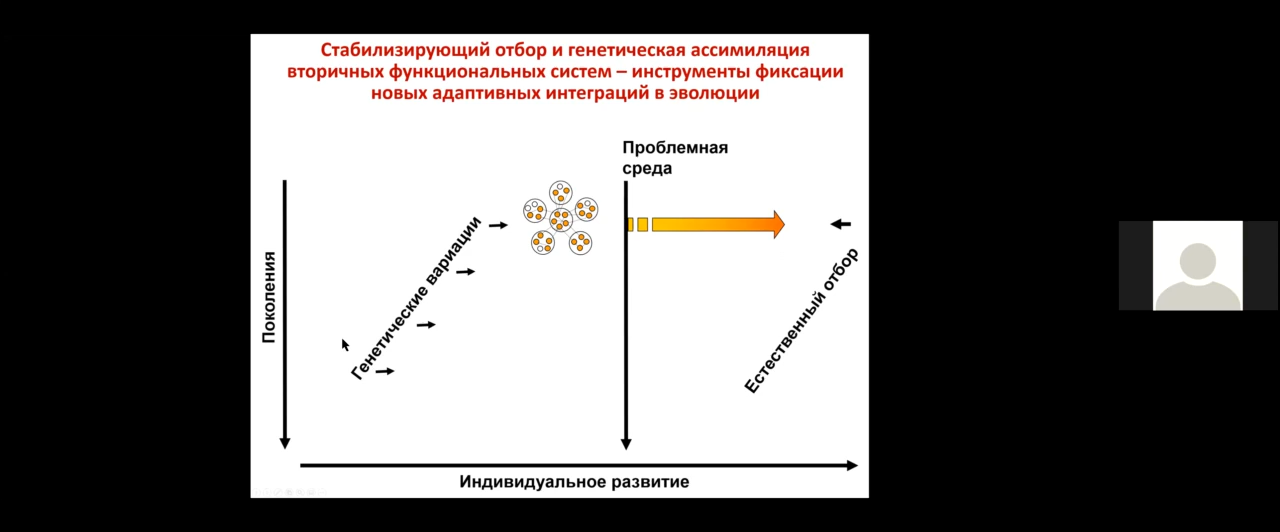 Стабилизирующий отбор и генетическая ассимиляция
вторичных функциональных систем – инструменты фиксации
новых адаптивных интеграций в эволюции
Проблемная
среда
Поколения
Генетические вариации
Естественный отбор
Индивидуальное развитие